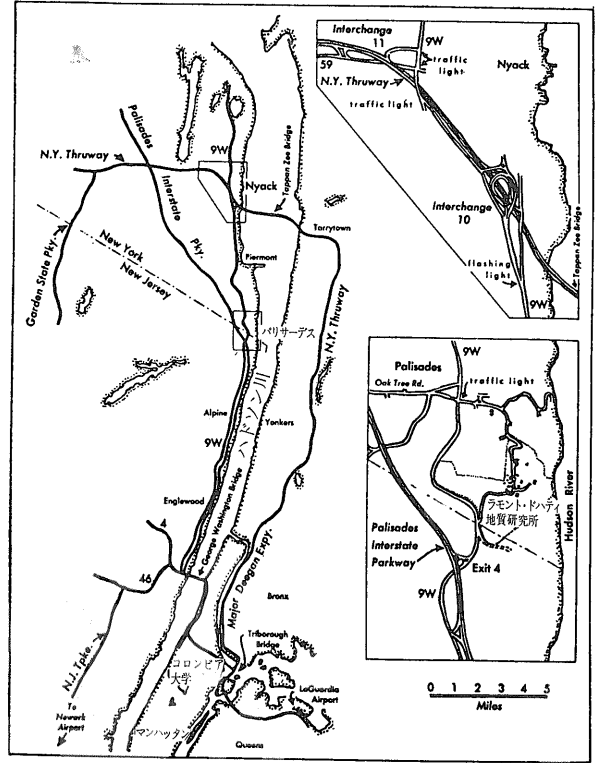 Palisades
N.Y. Thruway
9W
Interstate
Nyack
Tappan Zee Bridge
Tarrytown
Garden State Pky.
New York
New Jersey
Pky.
Piermont
N.Y. Thruway
パリサーデス
ハドソン川
Alpine
9W
Yonkers
Englewood
George Washington Bridge
4
46
Major Deegan Expy.
Bronx
N.J. Tpke.
Triborough
Bridge
コロンビア
大学
LaGuardia
Airport
To
Newark
Airport
マンハッタン
Queens
Interchange
11
9W
59
traffic
light
Nyack
N.Y. Thruway
traffic light
Interchange
10
flashing
light
9W
Tappan Zee Bridge
9W
Palisades
Oak Tree Rd.
traffic light
ラモント・ドハティ
地質研究所
Hudson River
Palisades
Interstate
Parkway
Exit 4
9W
0 1 2 3 4 5
Miles